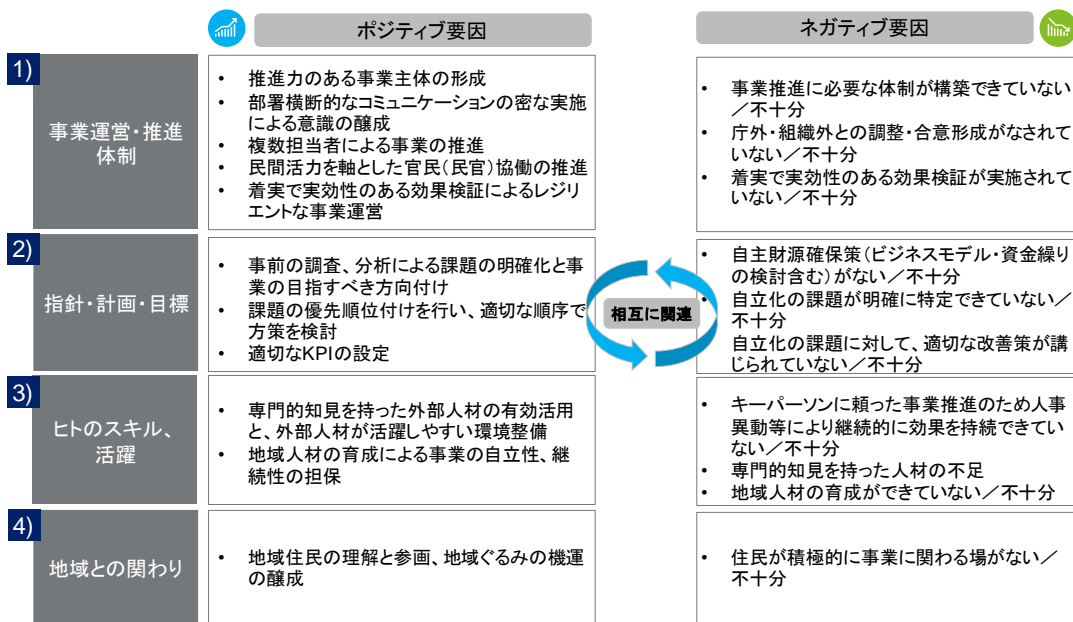 ポジティブ要因
ネガティブ要因
1)
事業運営・推進
体制
• 推進力のある事業主体の形成
• 部署横断的なコミュニケーションの密な実施
による意識の醸成
• 複数担当者による事業の推進
• 民間活力を軸とした官民(民官)協働の推進
• 着実で実効性のある効果検証によるレジリ
エントな事業運営
• 事業推進に必要な体制が構築できていない
／不十分
• 庁外・組織外との調整・合意形成がなされて
いない／不十分
• 着実で実効性のある効果検証が実施されて
いない／不十分
2)
指針・計画・目標
• 事前の調査、分析による課題の明確化と事
業の目指すべき方向付け
• 課題の優先順位付けを行い、適切な順序で
方策を検討
• 適切なKPIの設定
相互に関連
• 自主財源確保策(ビジネスモデル・資金繰り
の検討含む)がない／不十分
• 自立化の課題が明確に特定できていない／
不十分
自立化の課題に対して、適切な改善策が講
じられていない／不十分
3)
ヒトのスキル、
活躍
• 専門的知見を持った外部人材の有効活用
と、外部人材が活躍しやすい環境整備
• 地域人材の育成による事業の自立性、継
続性の担保
• キーパーソンに頼った事業推進のため人事
異動等により継続的に効果を持続できてい
ない／不十分
• 専門的知見を持った人材の不足
• 地域人材の育成ができていない／不十分
4)
地域との関わり
• 地域住民の理解と参画、地域ぐるみの機運
の醸成
• 住民が積極的に事業に関わる場がない／
不十分